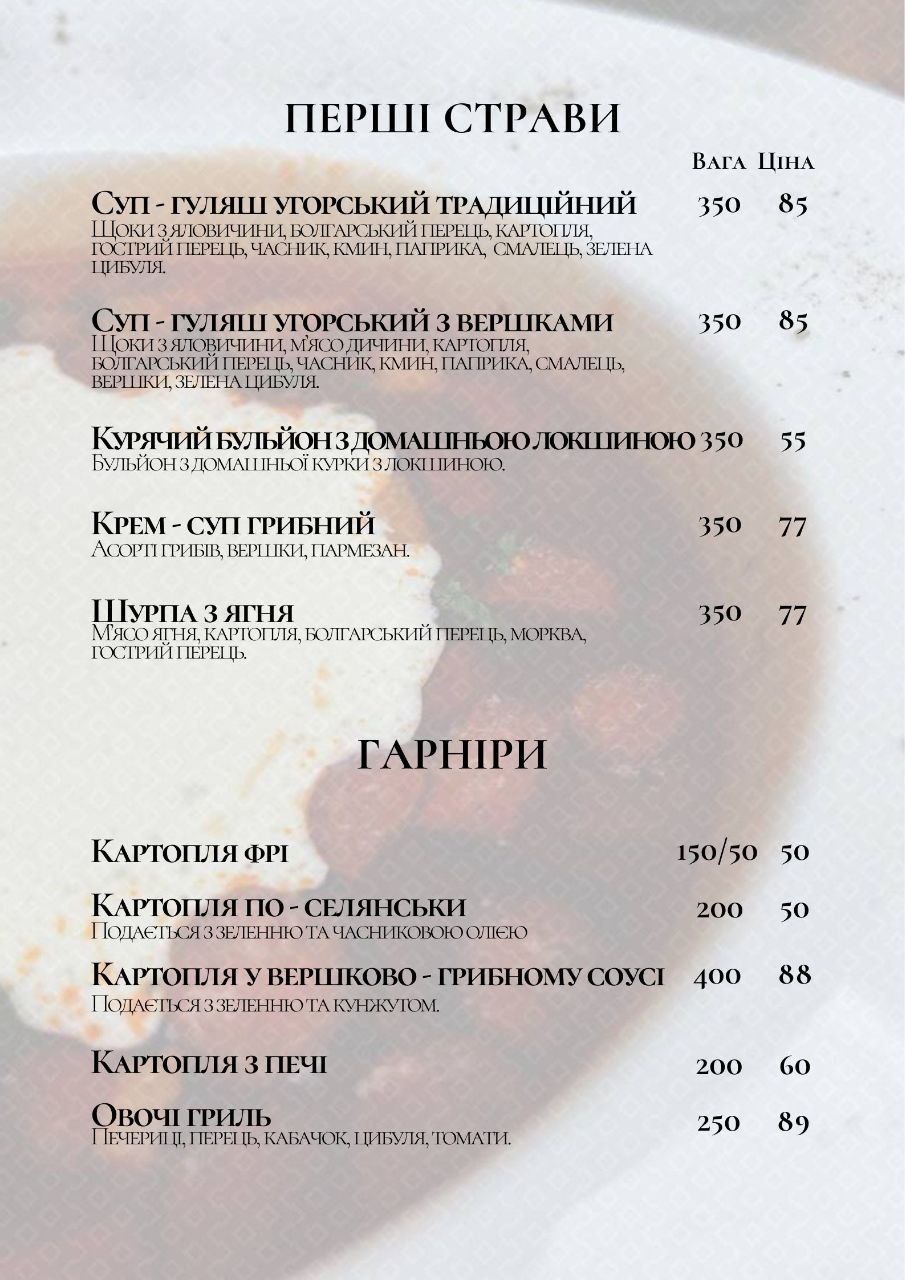 ПЕРШІ СТРАВИ
Вага Ціна
Суп - гуляш угорський традиційний 350 85
Щоки з яловичини, болгарський перець, картопля,
гострий перець, часник, кмин, паприка, смалець, зелена
цибуля.
Суп - гуляш угорський з вершками 350 85
Щоки з яловичини, м'ясо дичини, картопля,
болгарський перець, часник, кмин, паприка, смалець,
вершки, зелена цибуля.
Курячий бульйон з домашньою локшиною 350 55
Бульйон з домашньої курки з локшиною.
Крем - суп грибний 350 77
Асорті грибів, вершки, пармезан.
Шурпа з ягня 350 77
М'ясо ягня, картопля, болгарський перець, морква,
гострий перець.
ГАРНІРИ
Картопля фрі 150/50 50
Картопля по - селянськи 200 50
Подається з зеленню та часниковою олією
Картопля у вершково - грибному соусі 400 88
Подається з зеленню та кунжутом.
Картопля з печі 200 60
Овочі гриль 250 89
Печериці, перець, кабачок, цибуля, томати.